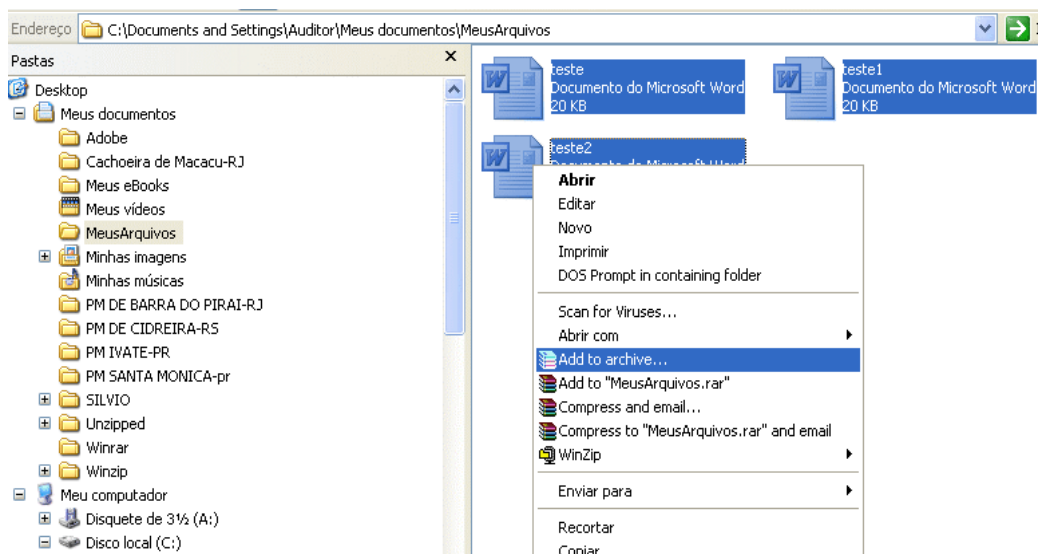 Endereço C:\Documents and Settings\Auditor\Meus documentos\MeusArquivos
Pastas
Desktop
Meus documentos
Adobe
Cachoeira de Macacu-RJ
Meus eBooks
Meus vídeos
MeusArquivos
Minhas imagens
Minhas músicas
PM DE BARRA DO PIRAI-RJ
PM DE CIDREIRA-RS
PM IVATE-PR
PM SANTA MONICA-pr
SILVIO
Unzipped
Winrar
Winzip
Meu computador
Disquete de 3½ (A:)
Disco local (C:)
teste
Documento do Microsoft Word
20 KB
teste1
Documento do Microsoft Word
20 KB
teste2
Documento do Microsoft Word
Abrir
Editar
Novo
Imprimir
DOS Prompt in containing folder
Scan for Viruses...
Abrir com
Add to archive...
Add to "MeusArquivos.rar"
Compress and email...
Compress to "MeusArquivos.rar" and email
WinZip
Enviar para
Recortar
Copiar